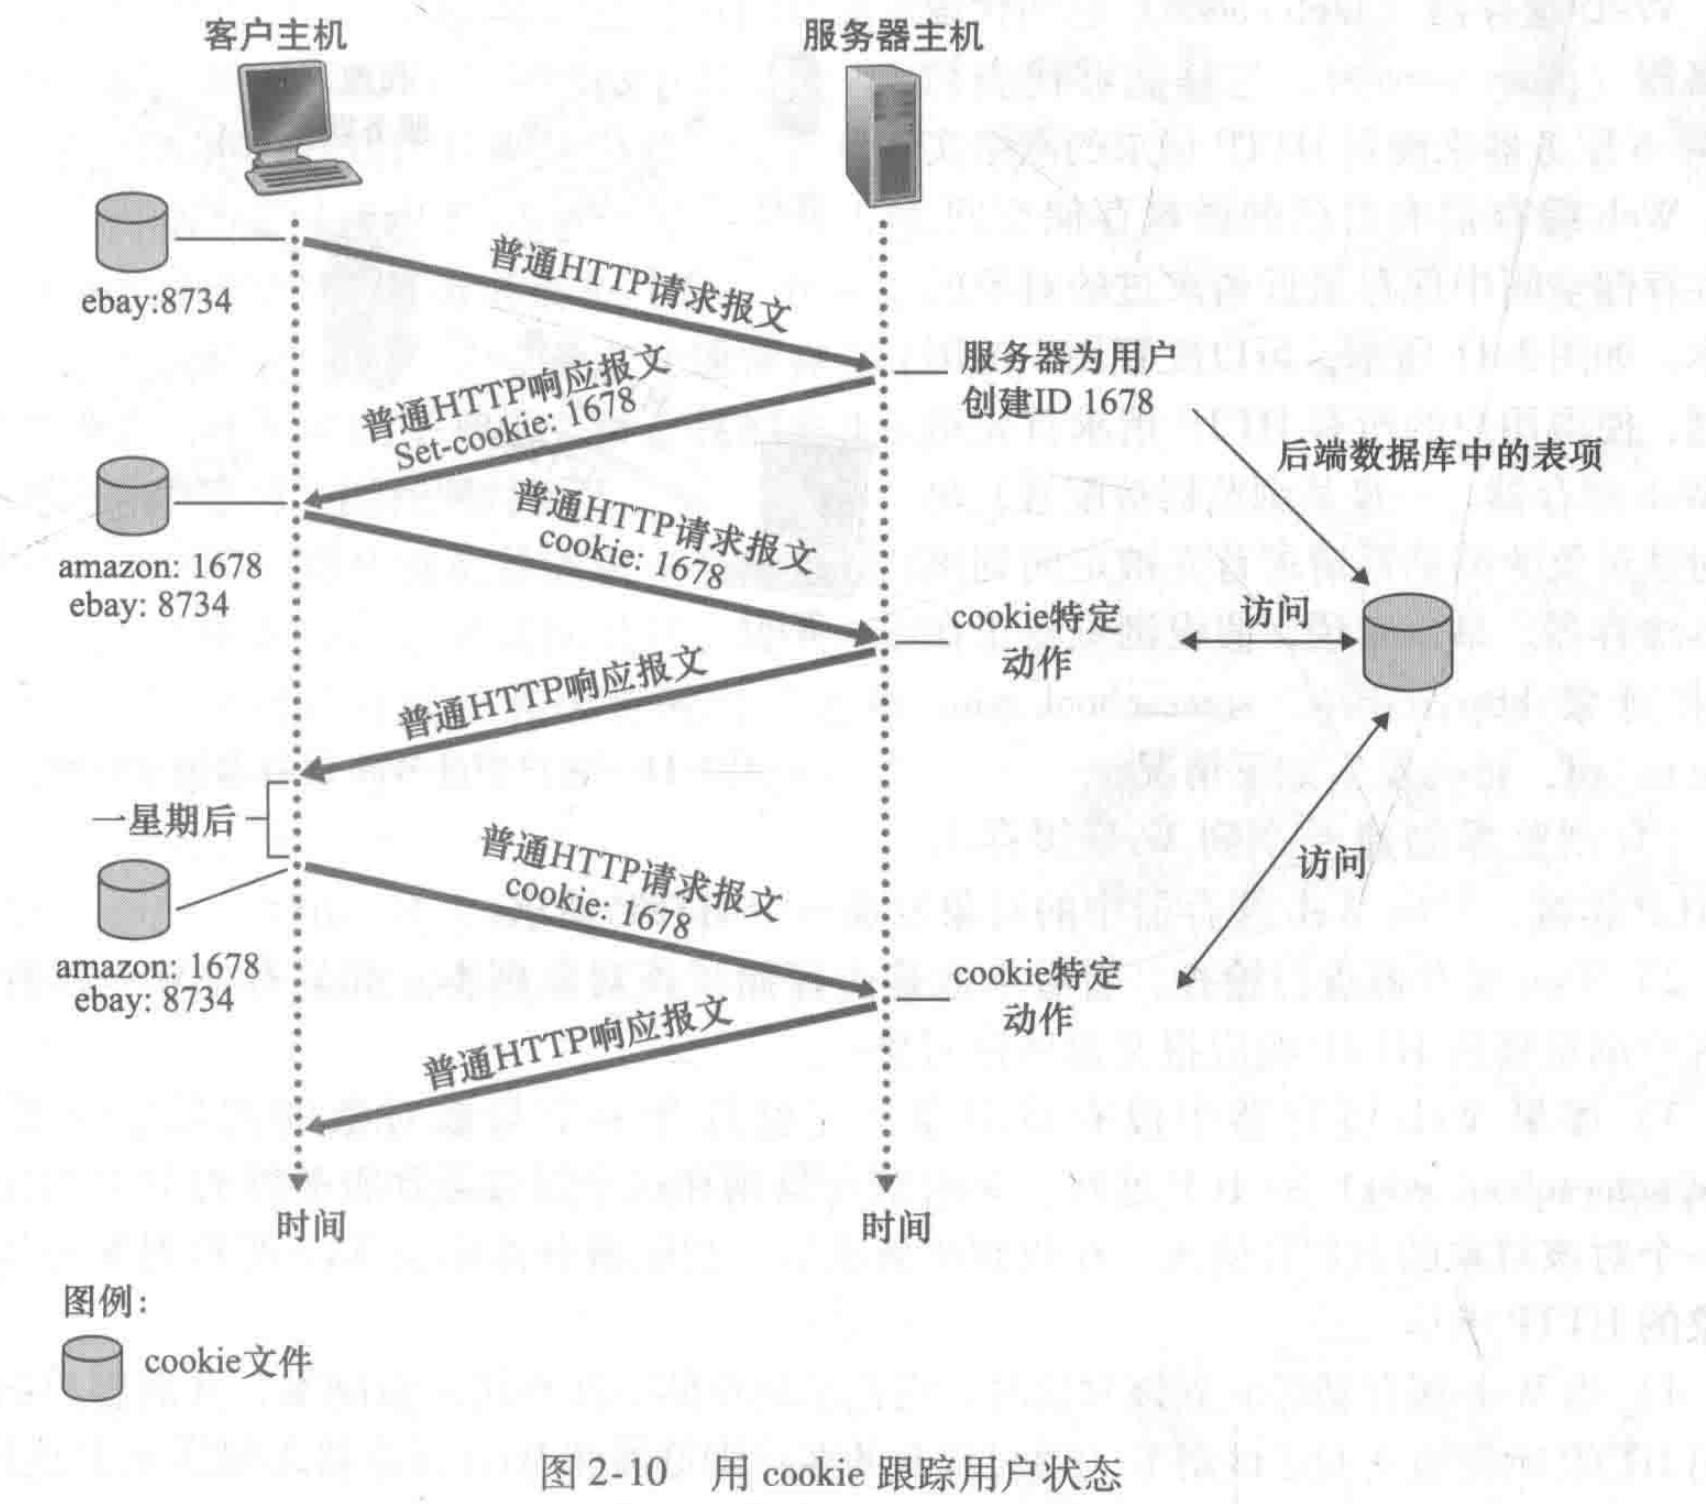 客户主机
服务器主机
ebay:8734
普通HTTP请求报文
服务器为用户
创建ID 1678
普通HTTP响应报文
Set-cookie: 1678
后端数据库中的表项
amazon: 1678
ebay: 8734
普通HTTP请求报文
cookie: 1678
cookie特定
动作
访问
普通HTTP响应报文
一星期后
访问
amazon: 1678
ebay: 8734
普通HTTP请求报文
cookie: 1678
cookie特定
动作
普通HTTP响应报文
时间
时间
图例：
cookie文件
图 2-10 用 cookie 跟踪用户状态